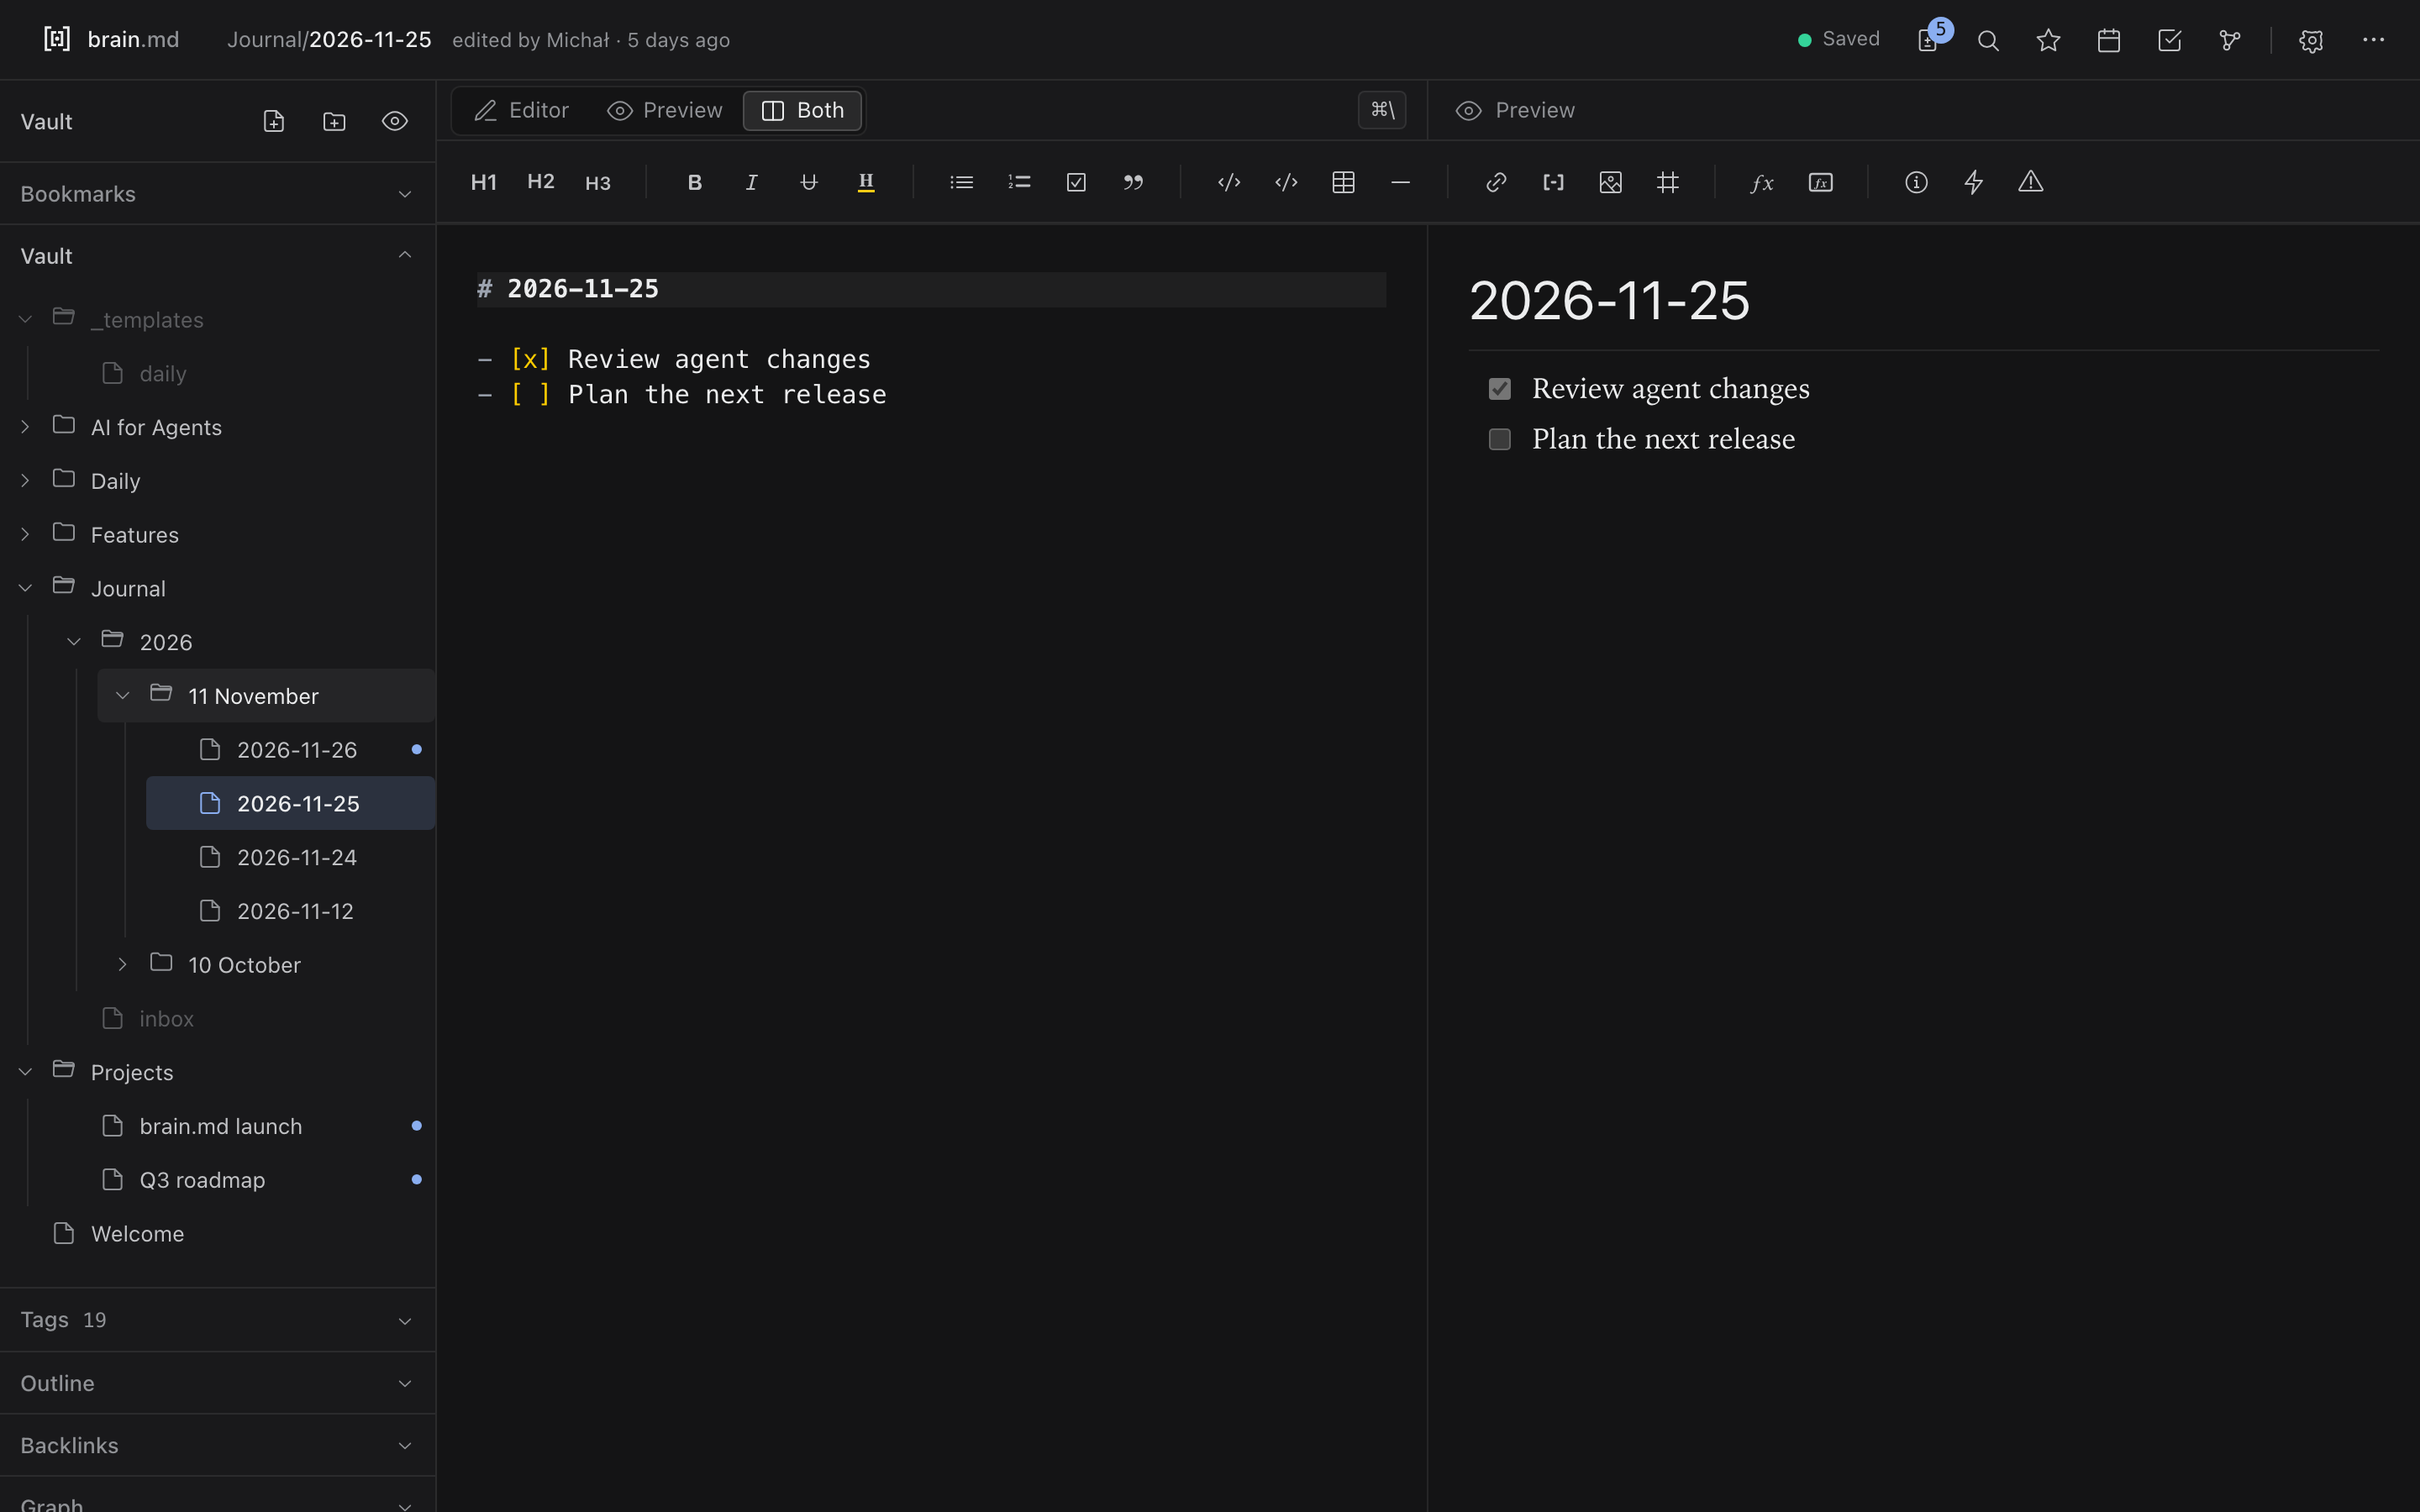 brain.md
Journal/2026-11-25 edited by Michał · 5 days ago
Saved
5
Vault
Editor
Preview
Both
⌘\
Preview
H1 H2 H3 B I U H
fx fx
Bookmarks
Vault
_templates
daily
AI for Agents
Daily
Features
Journal
2026
11 November
2026-11-26
2026-11-25
2026-11-24
2026-11-12
10 October
inbox
Projects
brain.md launch
Q3 roadmap
Welcome
Tags 19
Outline
Backlinks
Graph
# 2026-11-25
- [x] Review agent changes
- [ ] Plan the next release
2026-11-25
Review agent changes
Plan the next release